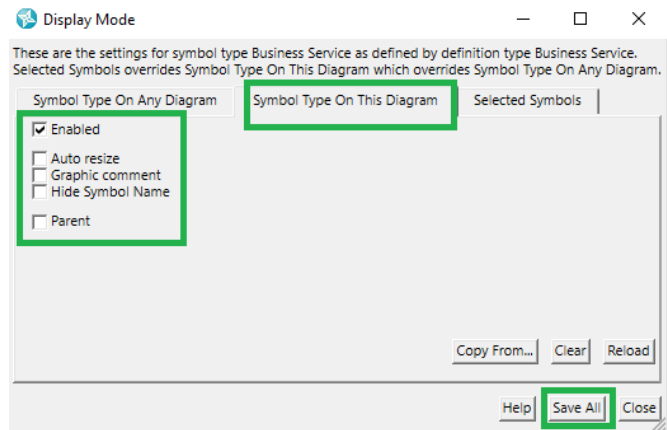 Display Mode
These are the settings for symbol type Business Service as defined by definition type Business Service.
Selected Symbols overrides Symbol Type On This Diagram which overrides Symbol Type On Any Diagram.
Symbol Type On Any Diagram
Symbol Type On This Diagram
Selected Symbols
Enabled
Auto resize
Graphic comment
Hide Symbol Name
Parent
Copy From...
Clear
Reload
Help
Save All
Close